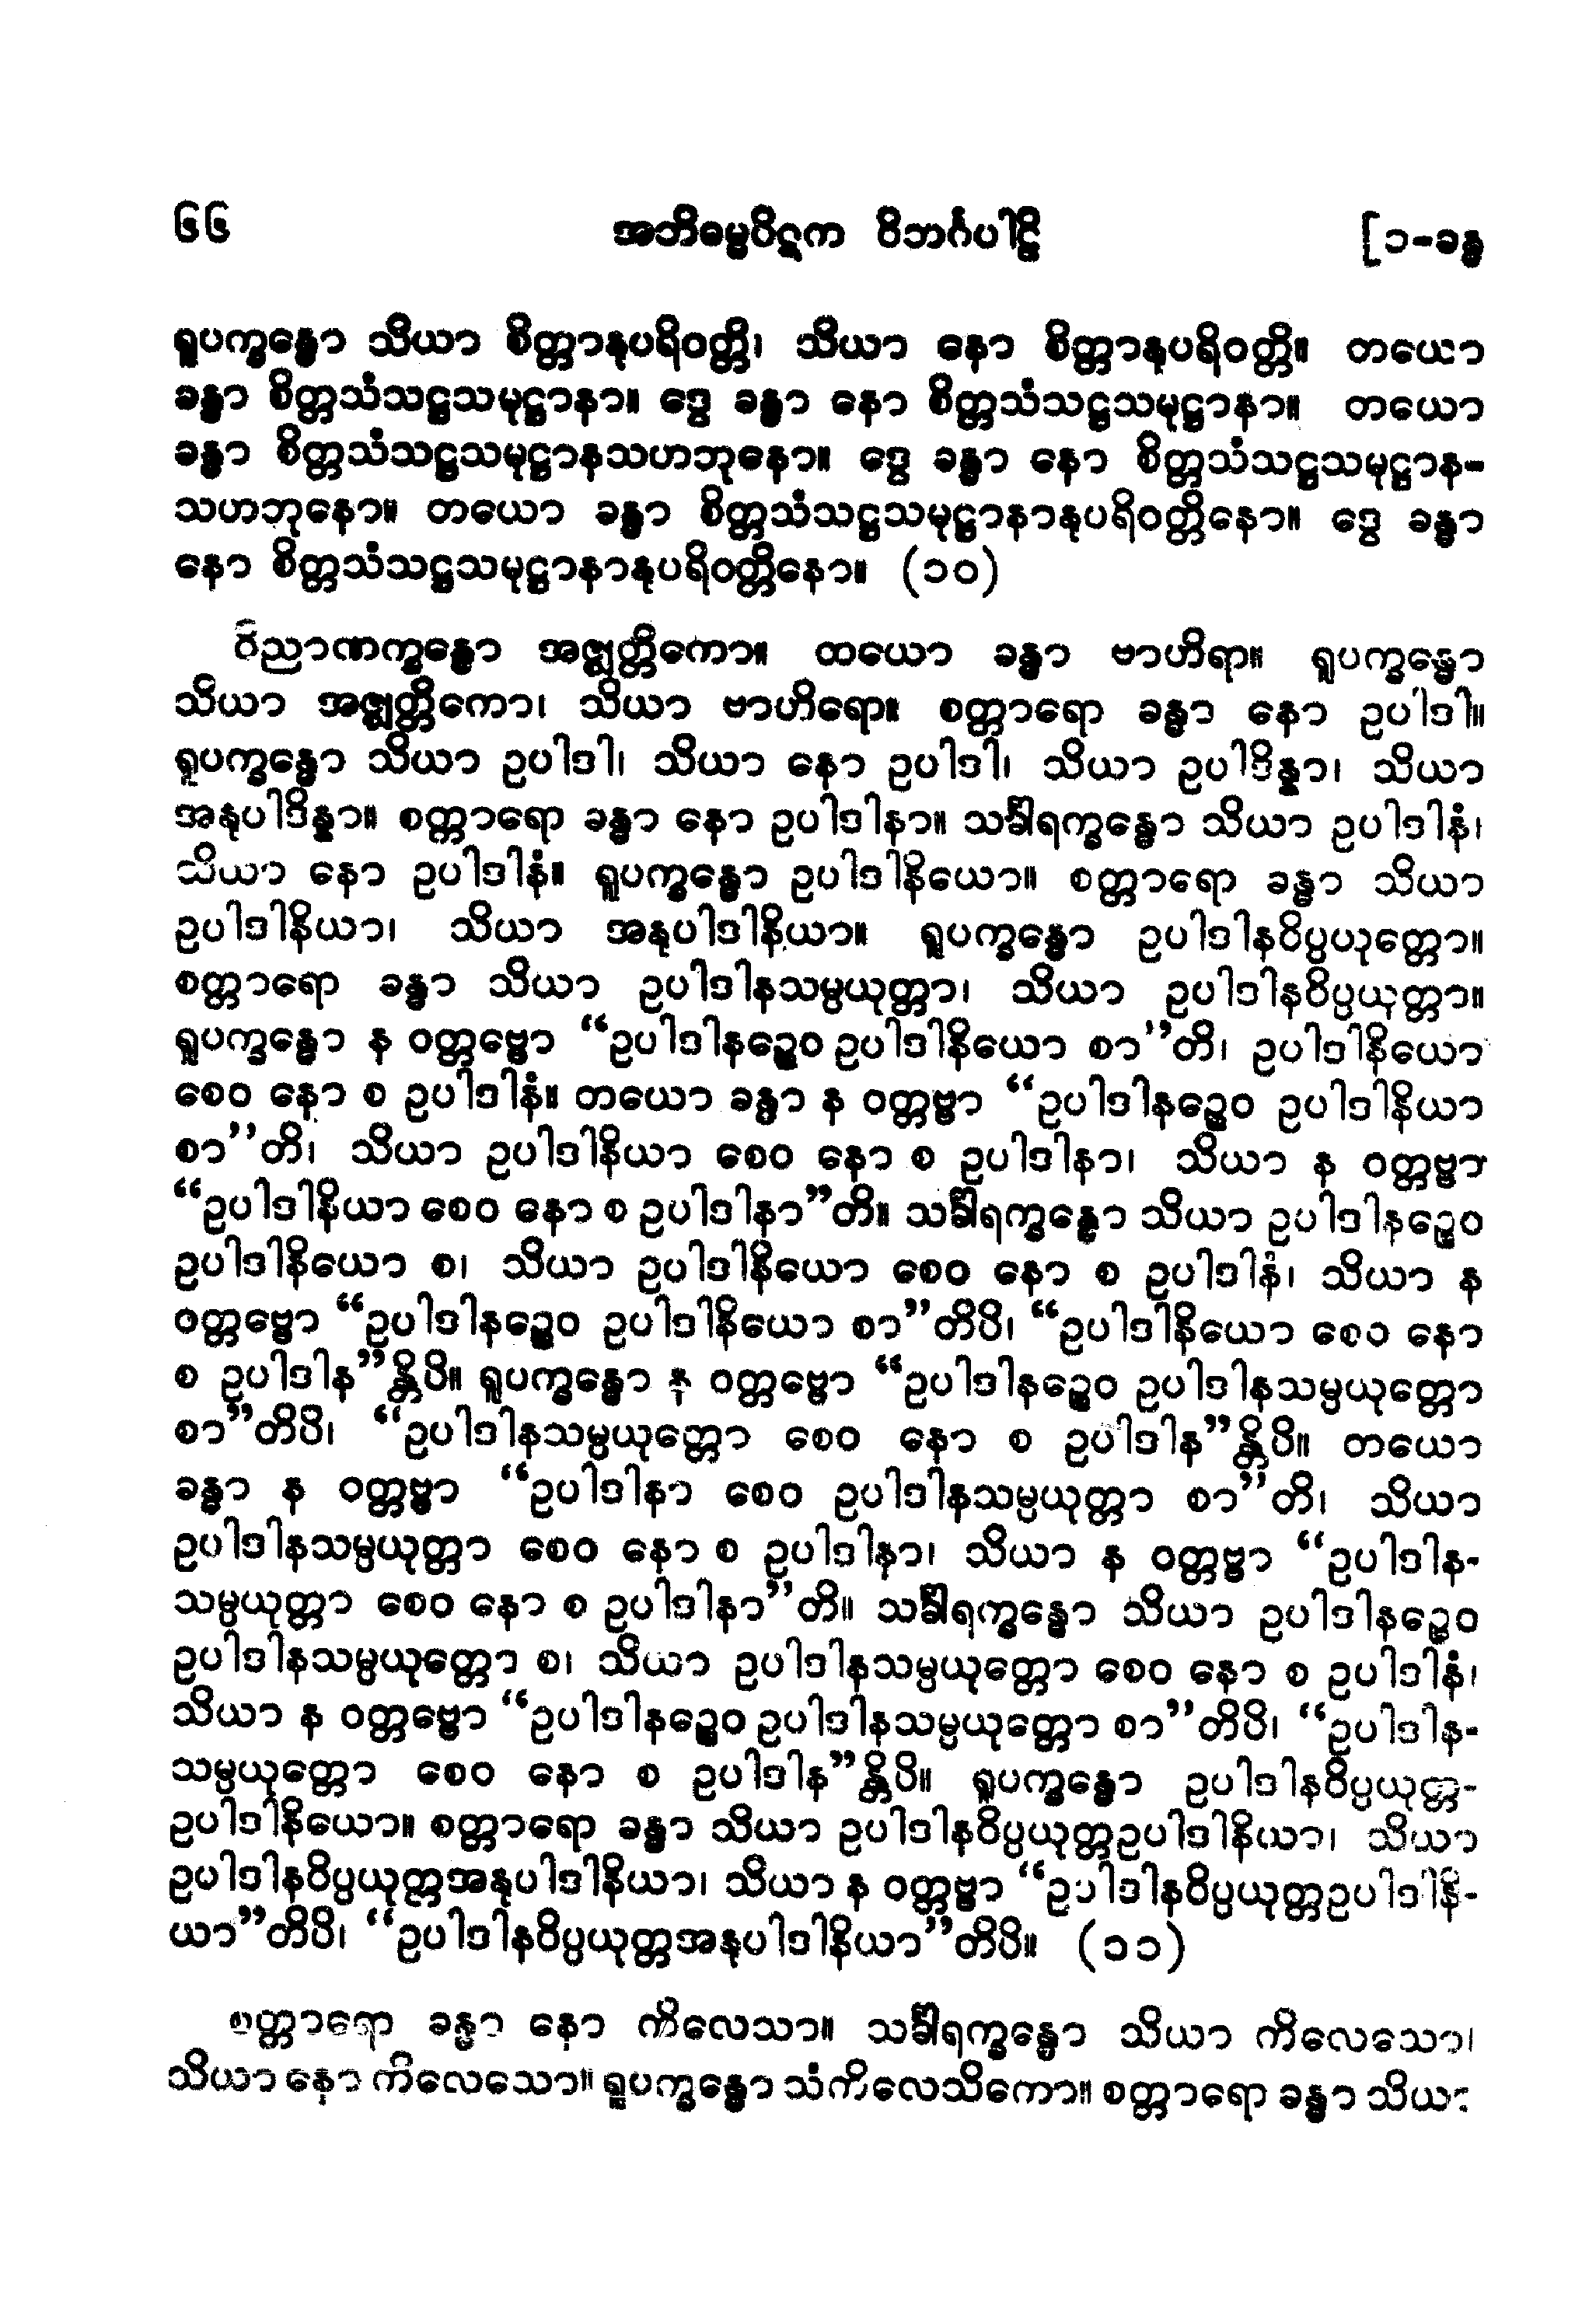 ၆၆ အဘိဓမ္မပိဋက ဝိဘင်္ဂပါဠိ [၁-ခန္ဓ
ရူပက္ခန္ဓော သိယာ စိတ္တာနုပရိဝတ္တိ၊ သိယာ နော စိတ္တာနုပရိဝတ္တိ။ တယော
ခန္ဓာ စိတ္တသံသဋ္ဌသမုဋ္ဌာနာ။ ဒွေ ခန္ဓာ နော စိတ္တသံသဋ္ဌသမုဋ္ဌာနာ။ တယော
ခန္ဓာ စိတ္တသံသဋ္ဌသမုဋ္ဌာနသဟဘုနော။ ဒွေ ခန္ဓာ နော စိတ္တသံသဋ္ဌသမုဋ္ဌာန-
သဟဘုနော။ တယော ခန္ဓာ စိတ္တသံသဋ္ဌသမုဋ္ဌာနာနုပရိဝတ္တိနော။ ဒွေ ခန္ဓာ
နော စိတ္တသံသဋ္ဌသမုဋ္ဌာနာနုပရိဝတ္တိနော။ (၁၀)
ဝိညာဏက္ခန္ဓော အဇ္ဈတ္တိကော။ တယော ခန္ဓာ ဗာဟိရာ။ ရူပက္ခန္ဓော
သိယာ အဇ္ဈတ္တိကော၊ သိယာ ဗာဟိရော။ စတ္တာရော ခန္ဓာ နော ဥပါဒါ။
ရူပက္ခန္ဓော သိယာ ဥပါဒါ၊ သိယာ နော ဥပါဒါ၊ သိယာ ဥပါဒိန္နာ၊ သိယာ
အနုပါဒိန္နာ။ စတ္တာရော ခန္ဓာ နော ဥပါဒါနာ။ သင်္ခါရက္ခန္ဓော သိယာ ဥပါဒါနံ၊
သိယာ နော ဥပါဒါနံ။ ရူပက္ခန္ဓော ဥပါဒါနိယော။ စတ္တာရော ခန္ဓာ သိယာ
ဥပါဒါနိယာ၊ သိယာ အနုပါဒါနိယာ။ ရူပက္ခန္ဓော ဥပါဒါနဝိပ္ပယုတ္တော။
စတ္တာရော ခန္ဓာ သိယာ ဥပါဒါနသမ္ပယုတ္တာ၊ သိယာ ဥပါဒါနဝိပ္ပယုတ္တာ။
ရူပက္ခန္ဓော န ဝတ္တဗ္ဗော “ဥပါဒါနဉ္စေဝ ဥပါဒါနိယော စာ”တိ၊ ဥပါဒါနိယော
စေဝ နော စ ဥပါဒါနံ။ တယော ခန္ဓာ န ဝတ္တဗ္ဗာ “ဥပါဒါနဉ္စေဝ ဥပါဒါနိယာ
စာ”တိ၊ သိယာ ဥပါဒါနိယာ စေဝ နော စ ဥပါဒါနာ၊ သိယာ န ဝတ္တဗ္ဗာ
“ဥပါဒါနိယာ စေဝ နော စ ဥပါဒါနာ”တိ။ သင်္ခါရက္ခန္ဓော သိယာ ဥပါဒါနဉ္စေဝ
ဥပါဒါနိယော စ၊ သိယာ ဥပါဒါနိယော စေဝ နော စ ဥပါဒါနံ၊ သိယာ န
ဝတ္တဗ္ဗော “ဥပါဒါနဉ္စေဝ ဥပါဒါနိယော စာ”တိပိ၊ “ဥပါဒါနိယော စေဝ နော
စ ဥပါဒါန”န္တိပိ။ ရူပက္ခန္ဓော န ဝတ္တဗ္ဗော “ဥပါဒါနဉ္စေဝ ဥပါဒါနသမ္ပယုတ္တော
စာ”တိပိ၊ “ဥပါဒါနသမ္ပယုတ္တော စေဝ နော စ ဥပါဒါန”န္တိပိ။ တယော
ခန္ဓာ န ဝတ္တဗ္ဗာ “ဥပါဒါနာ စေဝ ဥပါဒါနသမ္ပယုတ္တာ စာ”တိ၊ သိယာ
ဥပါဒါနသမ္ပယုတ္တာ စေဝ နော စ ဥပါဒါနာ၊ သိယာ န ဝတ္တဗ္ဗာ “ဥပါဒါန-
သမ္ပယုတ္တာ စေဝ နော စ ဥပါဒါနာ”တိ။ သင်္ခါရက္ခန္ဓော သိယာ ဥပါဒါနဉ္စေဝ
ဥပါဒါနသမ္ပယုတ္တော စ၊ သိယာ ဥပါဒါနသမ္ပယုတ္တော စေဝ နော စ ဥပါဒါနံ၊
သိယာ န ဝတ္တဗ္ဗော “ဥပါဒါနဉ္စေဝ ဥပါဒါနသမ္ပယုတ္တော စာ”တိပိ၊ “ဥပါဒါန-
သမ္ပယုတ္တော စေဝ နော စ ဥပါဒါန”န္တိပိ။ ရူပက္ခန္ဓော ဥပါဒါနဝိပ္ပယုတ္တ-
ဥပါဒါနိယော။ စတ္တာရော ခန္ဓာ သိယာ ဥပါဒါနဝိပ္ပယုတ္တဥပါဒါနိယာ၊ သိယာ
ဥပါဒါနဝိပ္ပယုတ္တအနုပါဒါနိယာ၊ သိယာ န ဝတ္တဗ္ဗာ “ဥပါဒါနဝိပ္ပယုတ္တဥပါဒါနိ-
ယာ”တိပိ၊ “ဥပါဒါနဝိပ္ပယုတ္တအနုပါဒါနိယာ”တိပိ။ (၁၁)
စတ္တာရော ခန္ဓာ နော ကိလေသာ။ သင်္ခါရက္ခန္ဓော သိယာ ကိလေသော၊
သိယာ နော ကိလေသော။ ရူပက္ခန္ဓော သံကိလေသိကော။ စတ္တာရော ခန္ဓာ သိယာ